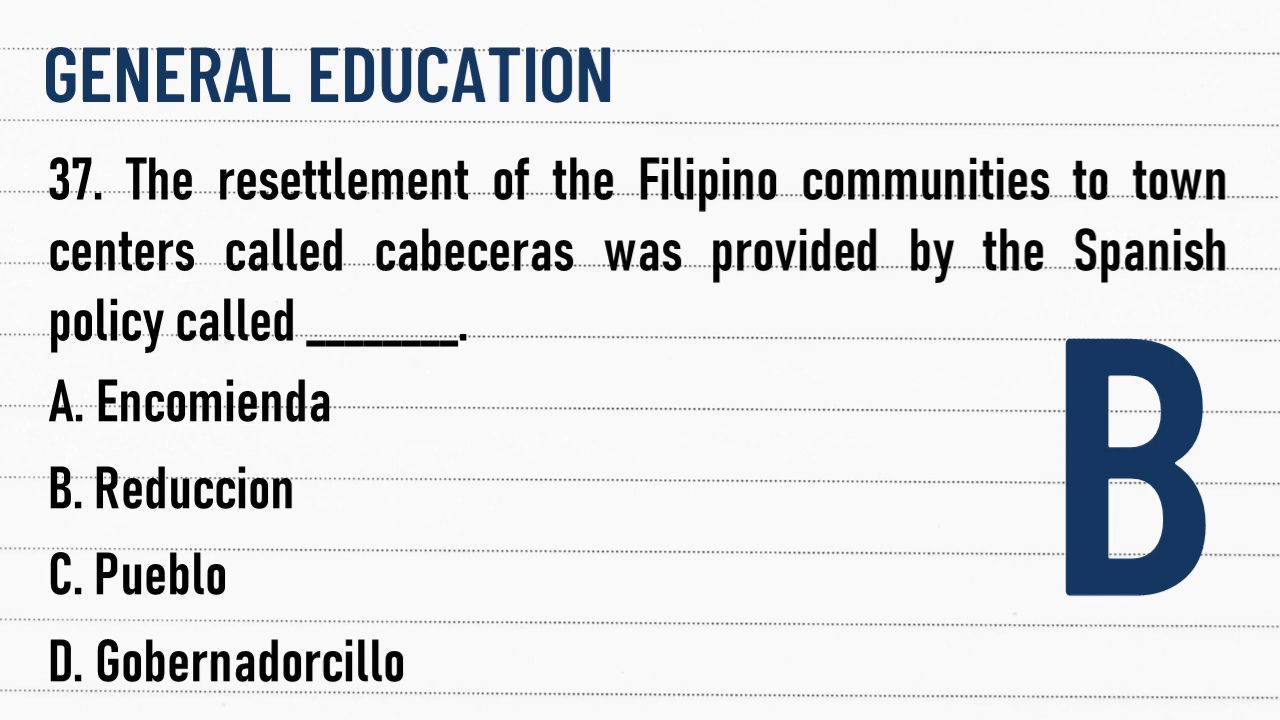 GENERAL EDUCATION
37. The resettlement of the Filipino communities to town
centers called cabeceras was provided by the Spanish
policy called ________.
A. Encomienda
B. Reduccion
C. Pueblo
D. Gobernadorcillo
B